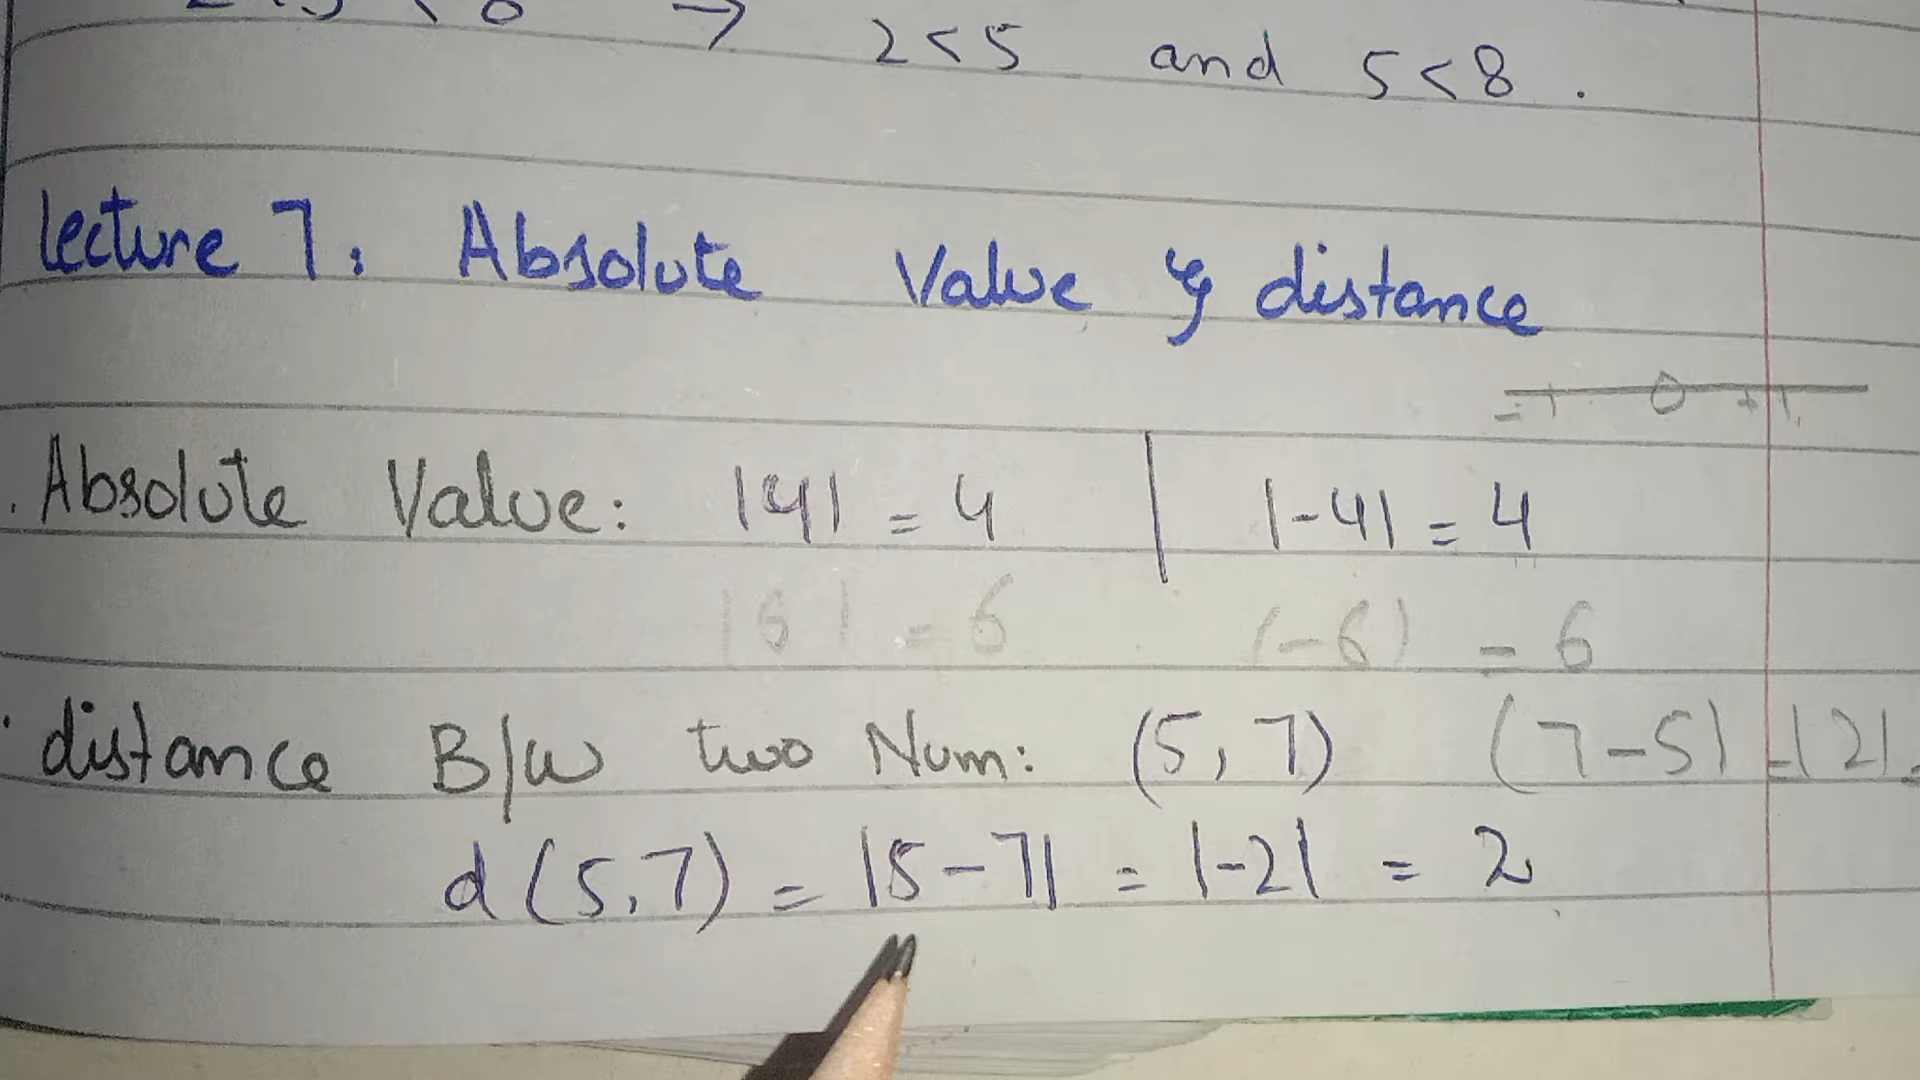 → 2<5 and 5<8.
Lecture 7: Absolute Value & distance
-1 0 +1
. Absolute Value: |4| = 4 | |-4| = 4
|6| = 6 (-6) = 6
. distance B/w two Num: (5,7) (7-5) = |2| =
d(5,7) = |5-7| = |-2| = 2